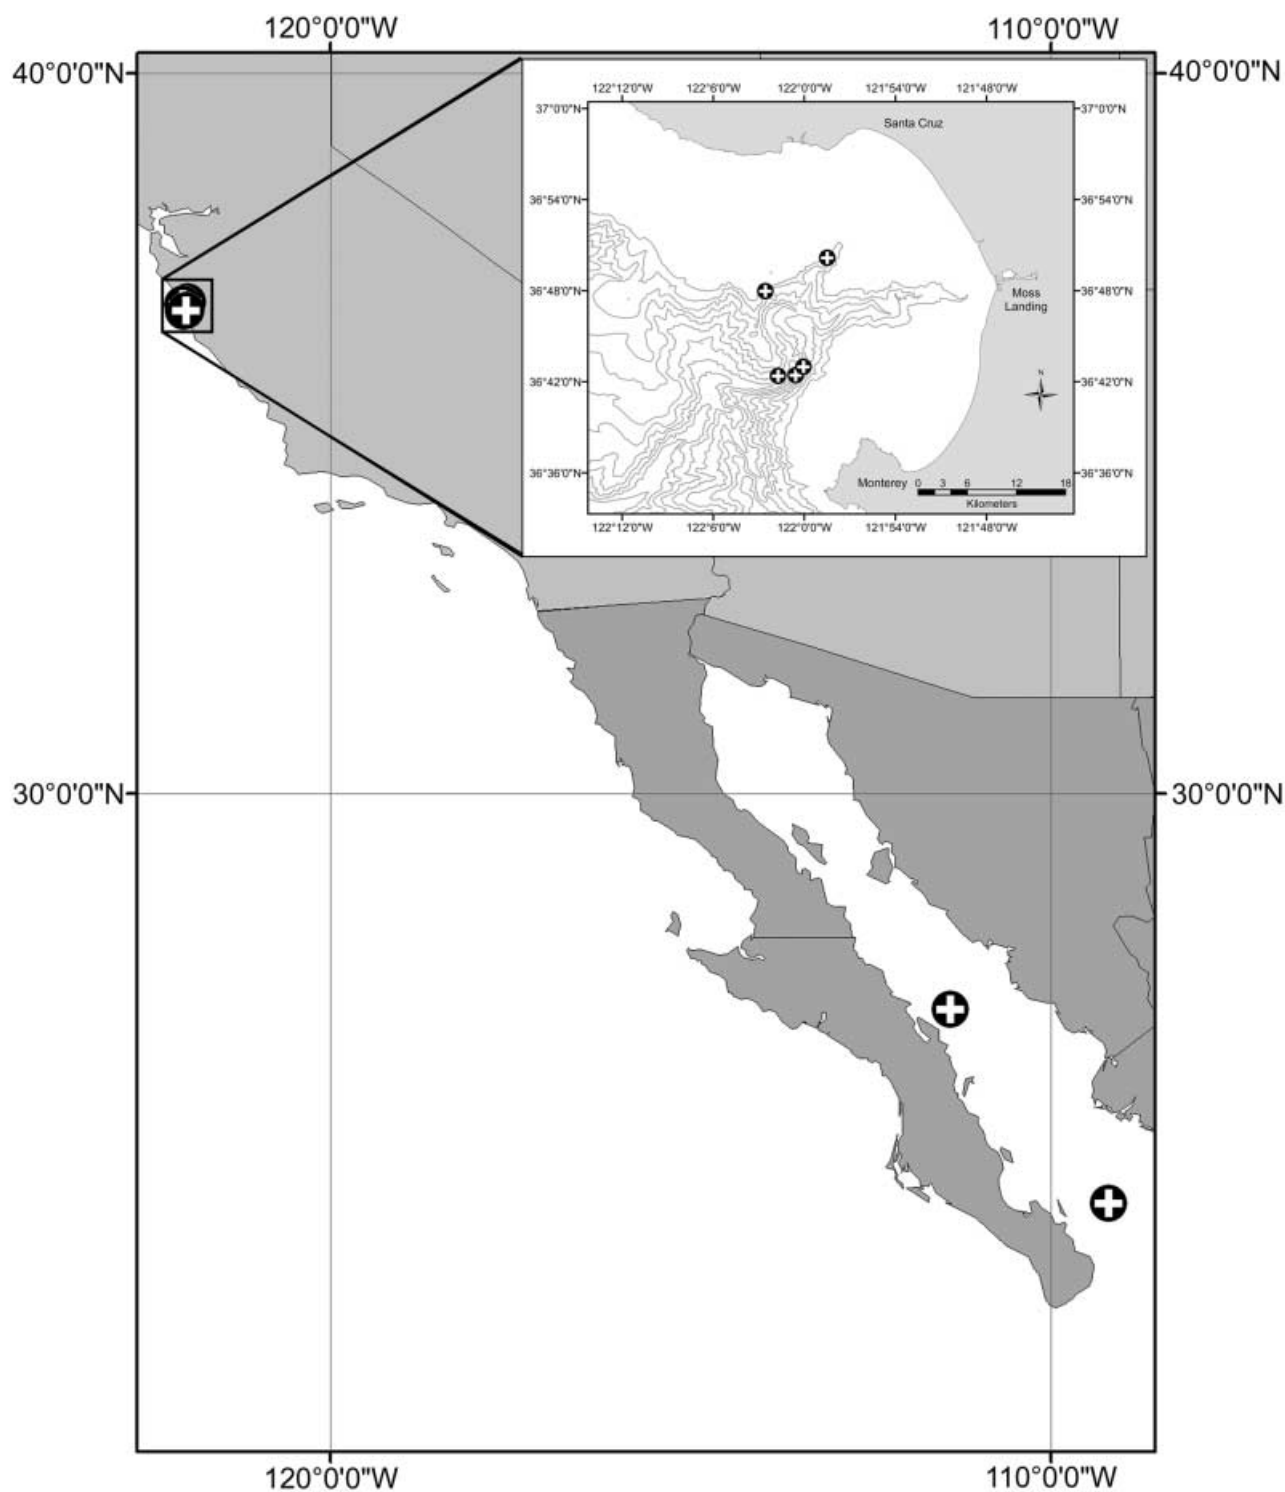 120°0'0"W 110°0'0"W
40°0'0"N 40°0'0"N
122°12'0"W 122°6'0"W 122°0'0"W 121°54'0"W 121°48'0"W
37°0'0"N 37°0'0"N
Santa Cruz
36°54'0"N 36°54'0"N
36°48'0"N 36°48'0"N
Moss
Landing
36°42'0"N 36°42'0"N
N
36°36'0"N 36°36'0"N
Monterey 0 3 6 12 18
Kilometers
122°12'0"W 122°6'0"W 122°0'0"W 121°54'0"W 121°48'0"W
30°0'0"N 30°0'0"N
120°0'0"W 110°0'0"W